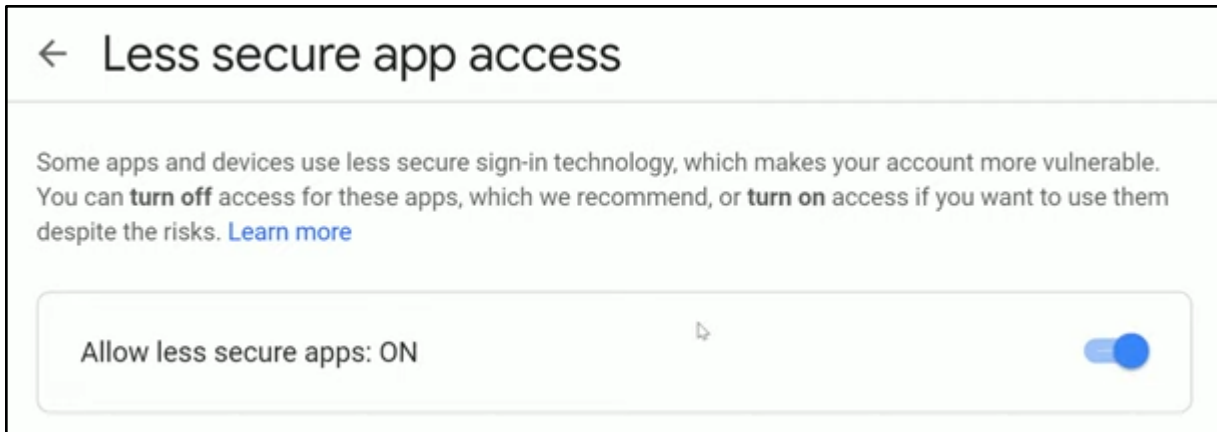 Less secure app access
Some apps and devices use less secure sign-in technology, which makes your account more vulnerable.
You can turn off access for these apps, which we recommend, or turn on access if you want to use them
despite the risks. Learn more
Allow less secure apps: ON